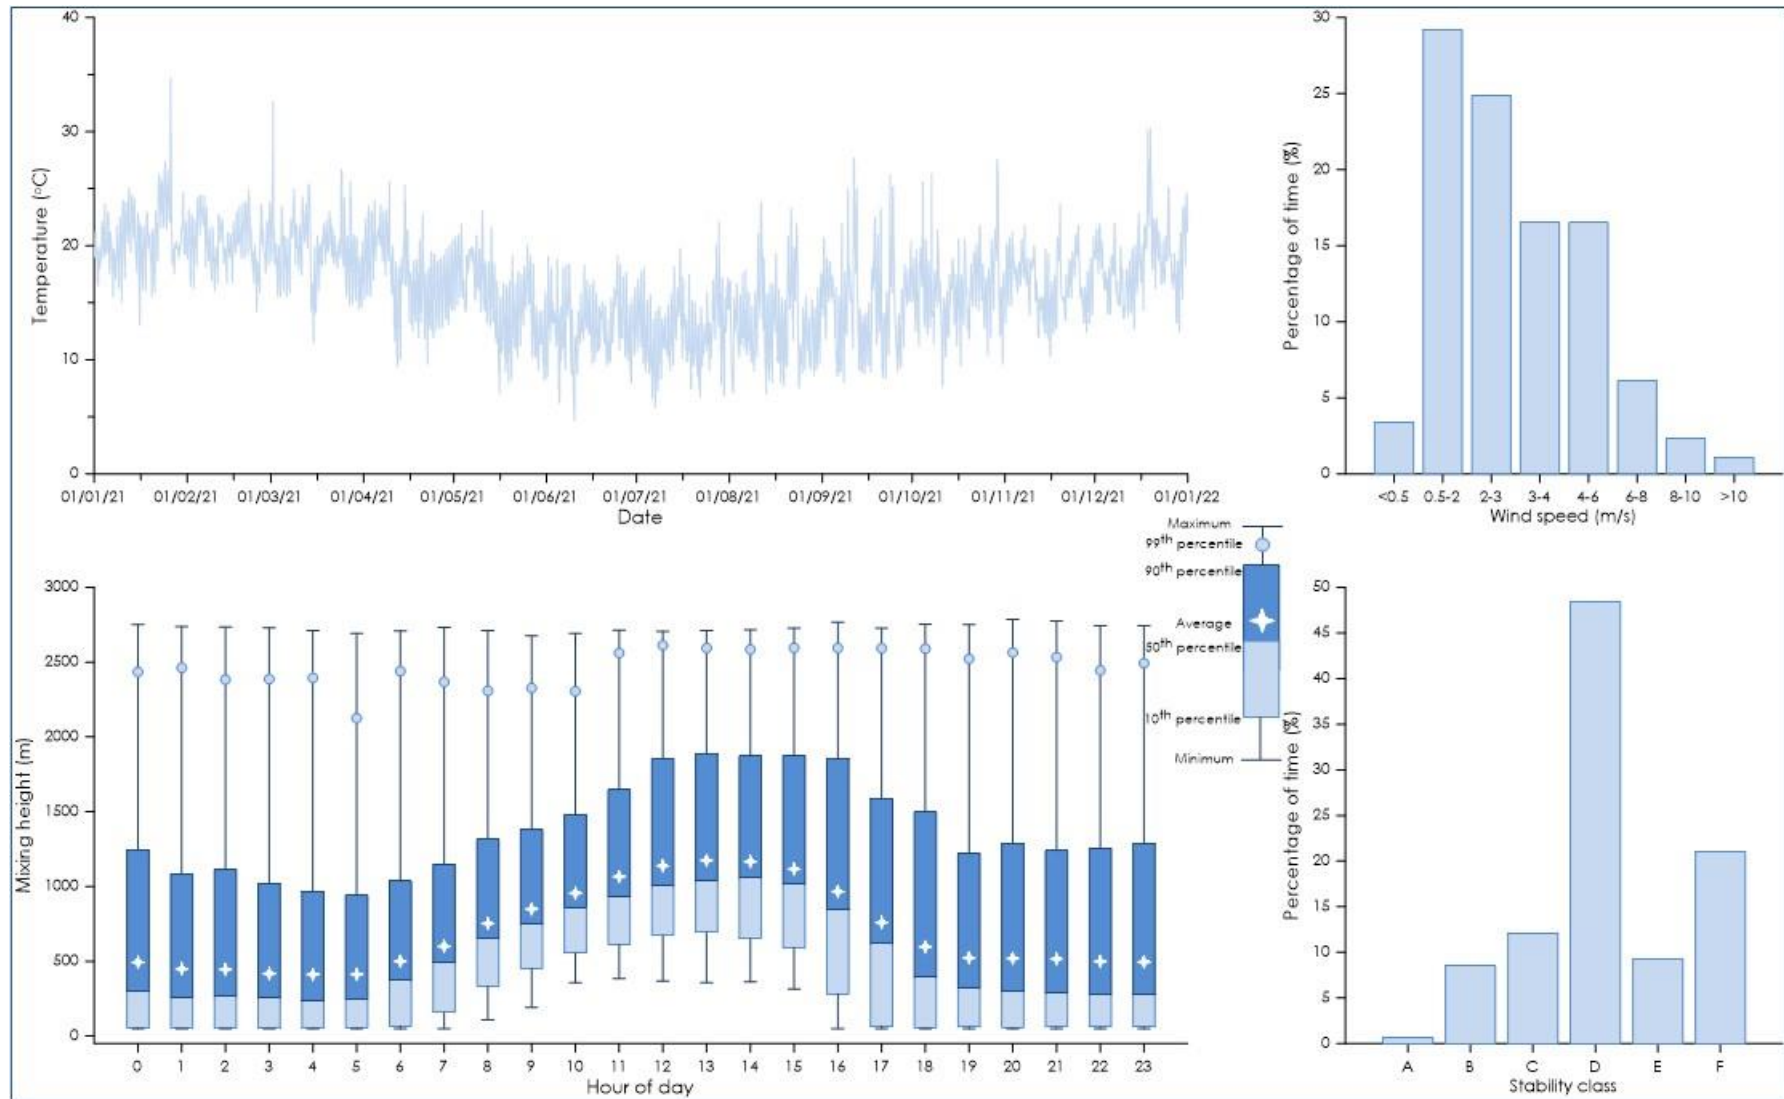 40
30
20
10
0
Temperature (°C)
01/01/21 01/02/21 01/03/21 01/04/21 01/05/21 01/06/21 01/07/21 01/08/21 01/09/21 01/10/21 01/11/21 01/12/21 01/01/22
Date
30
25
20
15
10
5
0
Percentage of time (%)
<0.5 0.5-2 2-3 3-4 4-6 6-8 8-10 >10
Wind speed (m/s)
Maximum
99th percentile
90th percentile
Average
50th percentile
10th percentile
Minimum
3000
2500
2000
1500
1000
500
0
Mixing height (m)
0 1 2 3 4 5 6 7 8 9 10 11 12 13 14 15 16 17 18 19 20 21 22 23
Hour of day
50
45
40
35
30
25
20
15
10
5
0
Percentage of time (%)
A B C D E F
Stability class